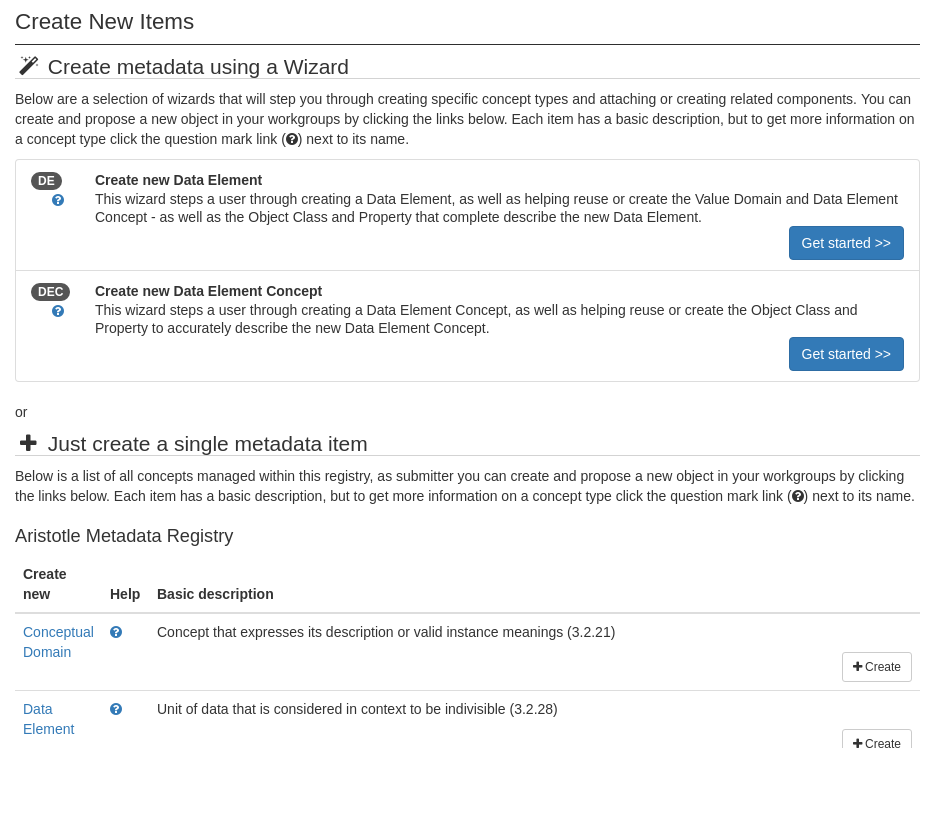 Create New Items
Create metadata using a Wizard
Below are a selection of wizards that will step you through creating specific concept types and attaching or creating related components. You can
create and propose a new object in your workgroups by clicking the links below. Each item has a basic description, but to get more information on
a concept type click the question mark link (?) next to its name.
DE
?
Create new Data Element
This wizard steps a user through creating a Data Element, as well as helping reuse or create the Value Domain and Data Element
Concept - as well as the Object Class and Property that complete describe the new Data Element.
Get started >>
DEC
?
Create new Data Element Concept
This wizard steps a user through creating a Data Element Concept, as well as helping reuse or create the Object Class and
Property to accurately describe the new Data Element Concept.
Get started >>
or
Just create a single metadata item
Below is a list of all concepts managed within this registry, as submitter you can create and propose a new object in your workgroups by clicking
the links below. Each item has a basic description, but to get more information on a concept type click the question mark link (?) next to its name.
Aristotle Metadata Registry
Create
new Help Basic description
Conceptual ? Concept that expresses its description or valid instance meanings (3.2.21)
Domain
Create
Data ? Unit of data that is considered in context to be indivisible (3.2.28)
Element
Create